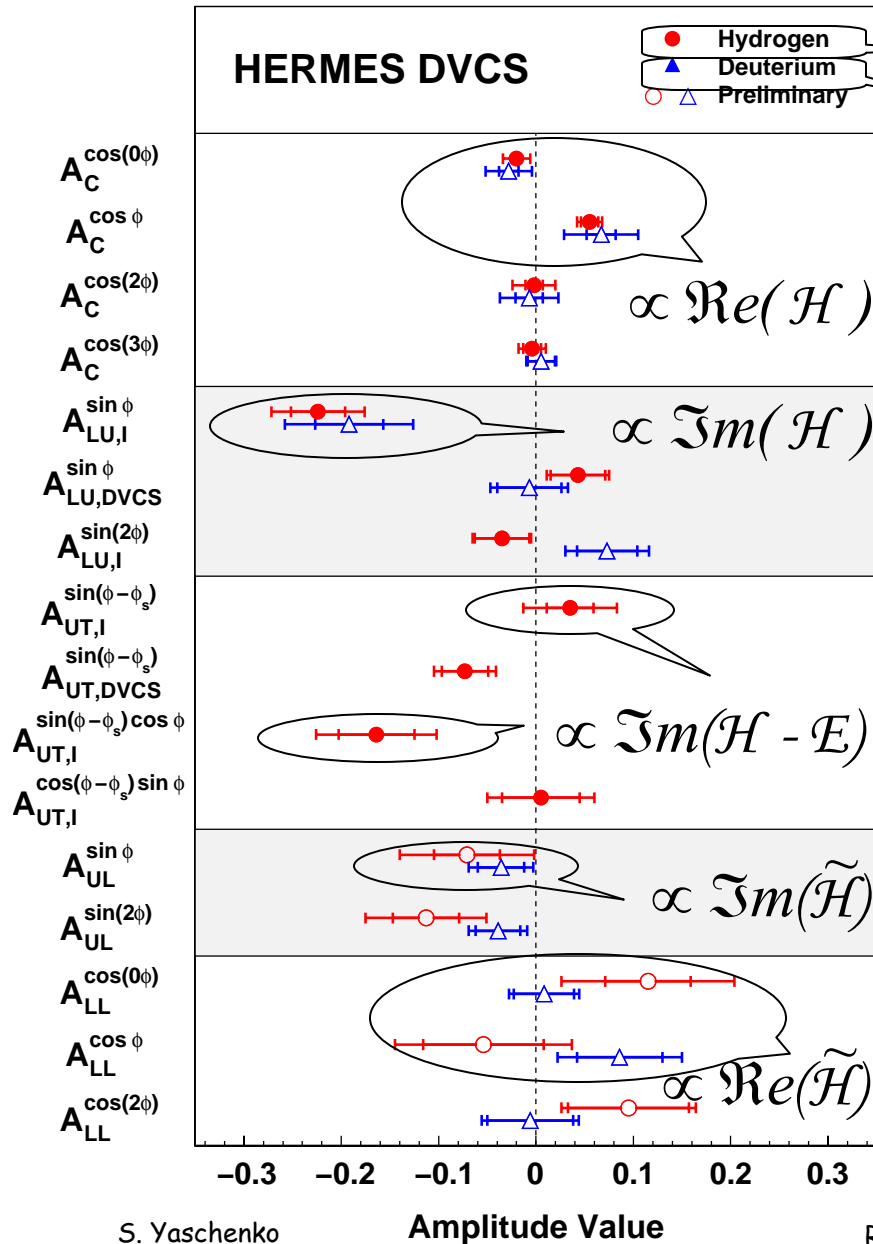 HERMES DVCS
Hydrogen
Deuterium
Preliminary
A_C^cos(0ϕ)
A_C^cos ϕ
A_C^cos(2ϕ)
∝ ℜe( ℋ )
A_C^cos(3ϕ)
A_LU,I^sin ϕ
∝ ℑm( ℋ )
A_LU,DVCS^sin ϕ
A_LU,I^sin(2ϕ)
A_UT,I^sin(ϕ−ϕ_s)
A_UT,DVCS^sin(ϕ−ϕ_s)
A_UT,I^sin(ϕ−ϕ_s) cos ϕ
∝ ℑm(ℋ - ℰ)
A_UT,I^cos(ϕ−ϕ_s) sin ϕ
A_UL^sin ϕ
∝ ℑm(ℋ̃)
A_UL^sin(2ϕ)
A_LL^cos(0ϕ)
A_LL^cos ϕ
∝ ℜe(ℋ̃)
A_LL^cos(2ϕ)
−0.3 −0.2 −0.1 0 0.1 0.2 0.3
S. Yaschenko
Amplitude Value